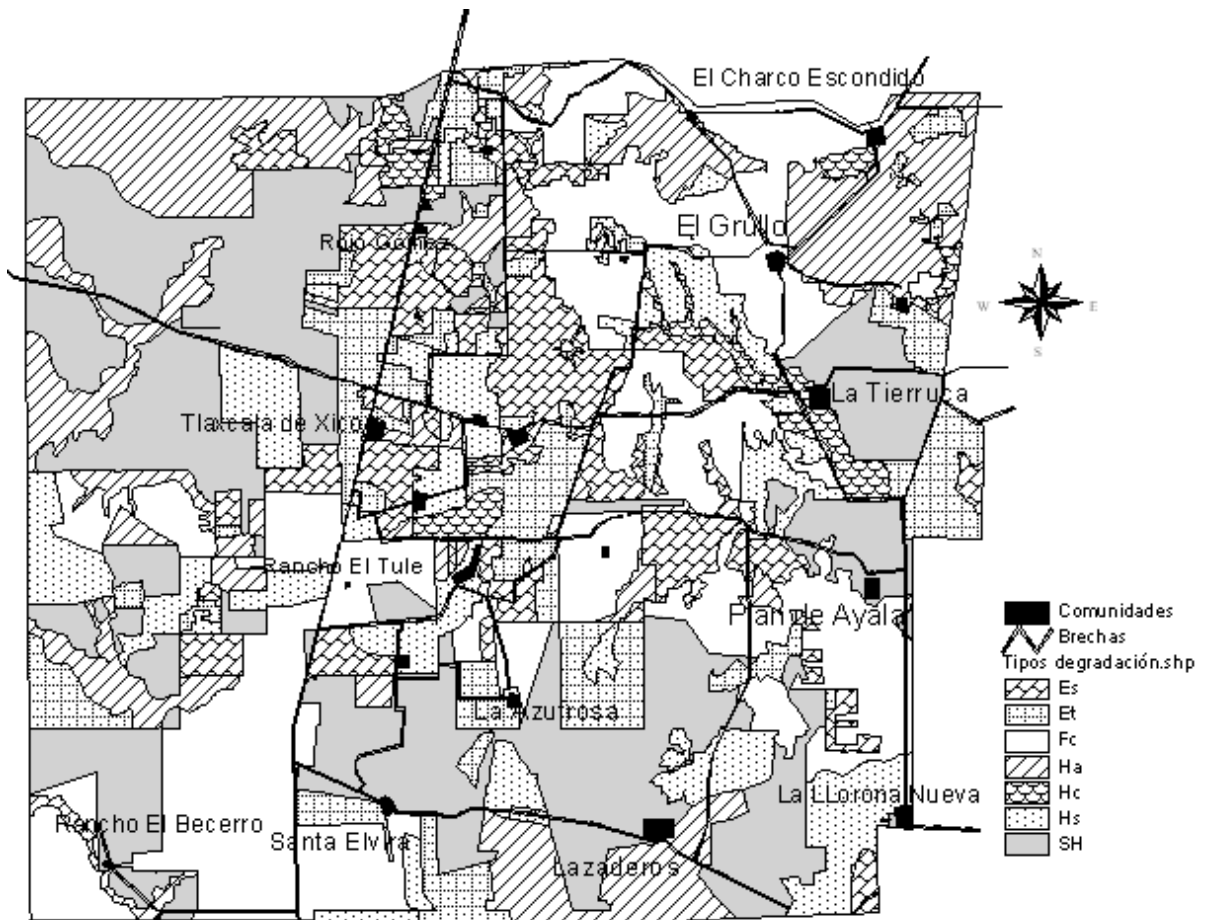 El Charco Escondido
El Grullo
Rojo Gomez
N
W
E
S
La Tierruca
Tlaxcala de Xico
Rancho El Tule
Plan de Ayala
La Azufrosa
La LLorona Nueva
Rancho El Becerro
Santa Elvira
Lazaderos
Comunidades
Brechas
Tipos degradación.shp
Es
Et
Fc
Ha
Hc
Hs
SH